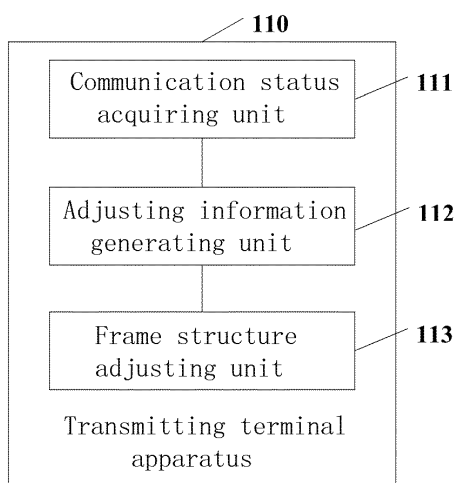 110
Communication status
acquiring unit
111
Adjusting information
generating unit
112
Frame structure
adjusting unit
113
Transmitting terminal
apparatus